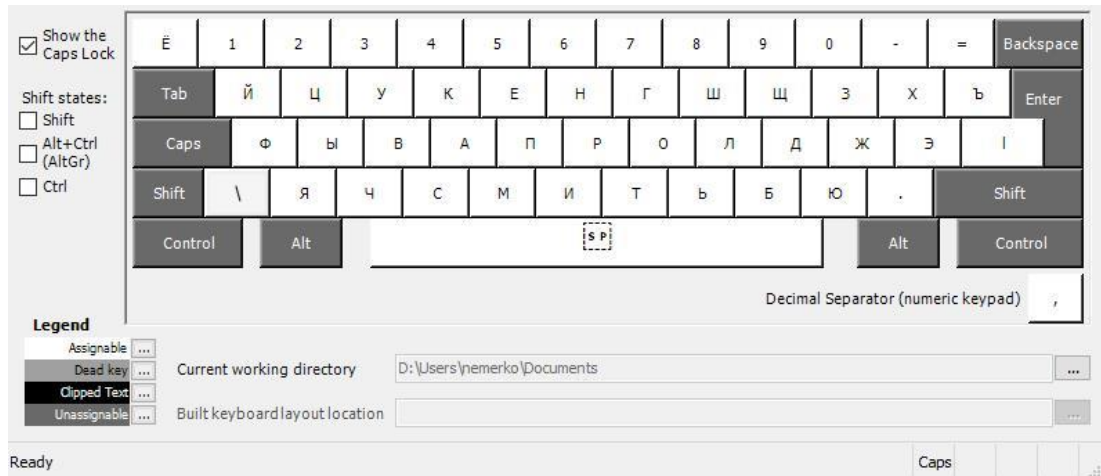 Show the
Caps Lock
Ё 1 2 3 4 5 6 7 8 9 0 - = Backspace
Shift states:
Tab Й Ц У К Е Н Г Ш Щ З Х Ъ Enter
Shift
Alt+Ctrl
(AltGr)
Caps Ф Ы В А П Р О Л Д Ж Э |
Ctrl
Shift \ Я Ч С М И Т Ь Б Ю . Shift
Control Alt SP Alt Control
Decimal Separator (numeric keypad) ,
Legend
Assignable ...
Dead key ...
Clipped Text ...
Unassignable ...
Current working directory D:\Users\nemerko\Documents ...
Built keyboard layout location ...
Ready Caps